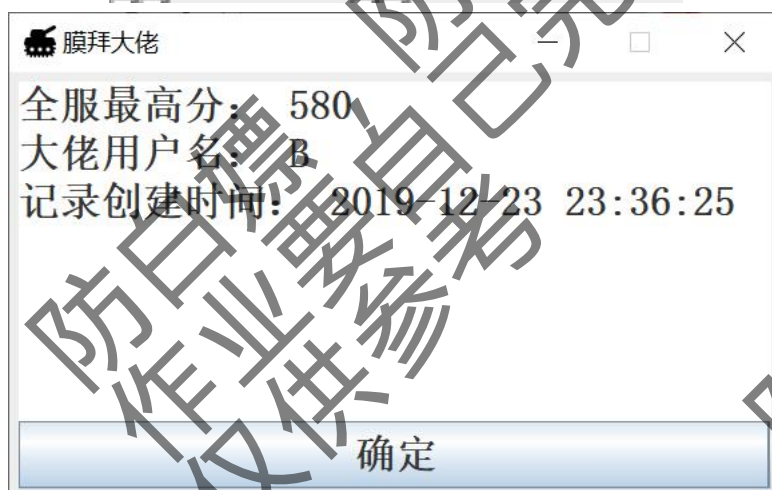 膜拜大佬
全服最高分： 580
大佬用户名： B
记录创建时间： 2019-12-23 23:36:25
确定
防白嫖
作业要自己完
仅供参考
防